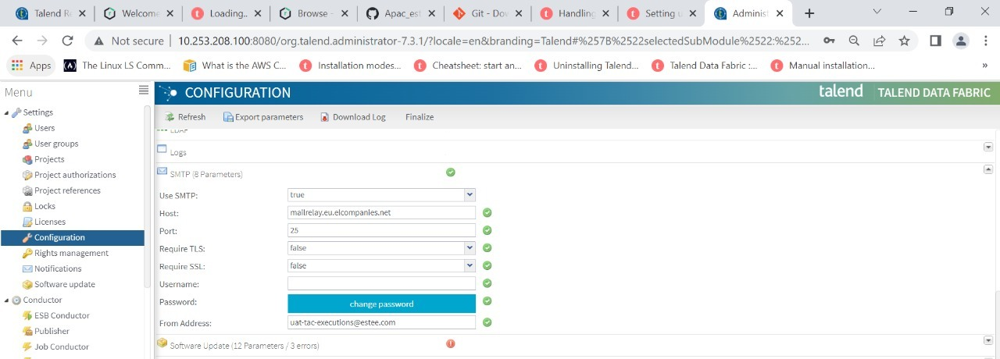 Talend R
Welcome
Loading..
Browse -
Apac_est
Git - Dov
Handling
Setting u
Administ
Not secure | 10.253.208.100:8080/org.talend.administrator-7.3.1/?locale=en&branding=Talend#%257B%2522selectedSubModule%2522:%252...
Apps
The Linux LS Comm...
What is the AWS C...
Installation modes...
Cheatsheet: start an...
Uninstalling Talend...
Talend Data Fabric :...
Manual installation...
»
Menu
CONFIGURATION
talend
TALEND DATA FABRIC
Settings
Users
User groups
Projects
Project authorizations
Project references
Locks
Licenses
Configuration
Rights management
Notifications
Software update
Conductor
ESB Conductor
Publisher
Job Conductor
Refresh
Export parameters
Download Log
Finalize
LDAP
Logs
SMTP (8 Parameters)
Use SMTP: true
Host: mailrelay.eu.elcompanies.net
Port: 25
Require TLS: false
Require SSL: false
Username:
Password: change password
From Address: uat-tac-executions@estee.com
Software Update (12 Parameters / 3 errors)